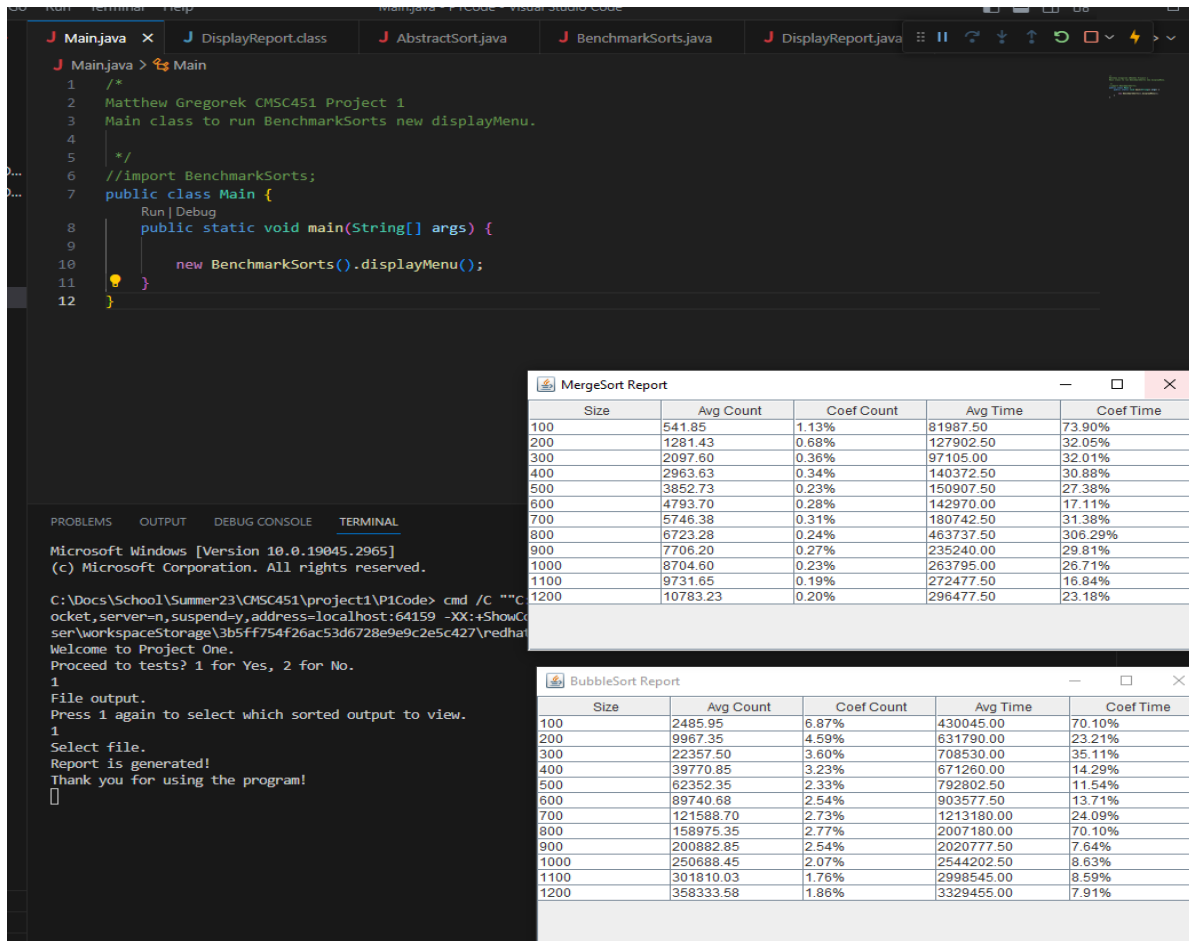 Run Terminal Help Main.java - P1Code - Visual Studio Code
J Main.java × J DisplayReport.class J AbstractSort.java J BenchmarkSorts.java J DisplayReport.java
J Main.java > Main
1 /*
2 Matthew Gregorek CMSC451 Project 1
3 Main class to run BenchmarkSorts new displayMenu.
4
5 */
6 //import BenchmarkSorts;
7 public class Main {
Run | Debug
8 public static void main(String[] args) {
9
10 new BenchmarkSorts().displayMenu();
11 }
12 }
MergeSort Report
Size Avg Count Coef Count Avg Time Coef Time
100 541.85 1.13% 81987.50 73.90%
200 1281.43 0.68% 127902.50 32.05%
300 2097.60 0.36% 97105.00 32.01%
400 2963.63 0.34% 140372.50 30.88%
500 3852.73 0.23% 150907.50 27.38%
600 4793.70 0.28% 142970.00 17.11%
700 5746.38 0.31% 180742.50 31.38%
800 6723.28 0.24% 463737.50 306.29%
900 7706.20 0.27% 235240.00 29.81%
1000 8704.60 0.23% 263795.00 26.71%
1100 9731.65 0.19% 272477.50 16.84%
1200 10783.23 0.20% 296477.50 23.18%
PROBLEMS OUTPUT DEBUG CONSOLE TERMINAL
Microsoft Windows [Version 10.0.19045.2965]
(c) Microsoft Corporation. All rights reserved.
C:\Docs\School\Summer23\CMSC451\project1\P1Code> cmd /C ""C:
ocket,server=n,suspend=y,address=localhost:64159 -XX:+ShowCo
ser\workspaceStorage\3b5ff754f26ac53d6728e9e9c2e5c427\redhat
Welcome to Project One.
Proceed to tests? 1 for Yes, 2 for No.
1
File output.
Press 1 again to select which sorted output to view.
1
Select file.
Report is generated!
Thank you for using the program!
BubbleSort Report
Size Avg Count Coef Count Avg Time Coef Time
100 2485.95 6.87% 430045.00 70.10%
200 9967.35 4.59% 631790.00 23.21%
300 22357.50 3.60% 708530.00 35.11%
400 39770.85 3.23% 671260.00 14.29%
500 62352.35 2.33% 792802.50 11.54%
600 89740.68 2.54% 903577.50 13.71%
700 121588.70 2.73% 1213180.00 24.09%
800 158975.35 2.77% 2007180.00 70.10%
900 200882.85 2.54% 2020777.50 7.64%
1000 250688.45 2.07% 2544202.50 8.63%
1100 301810.03 1.76% 2998545.00 8.59%
1200 358333.58 1.86% 3329455.00 7.91%